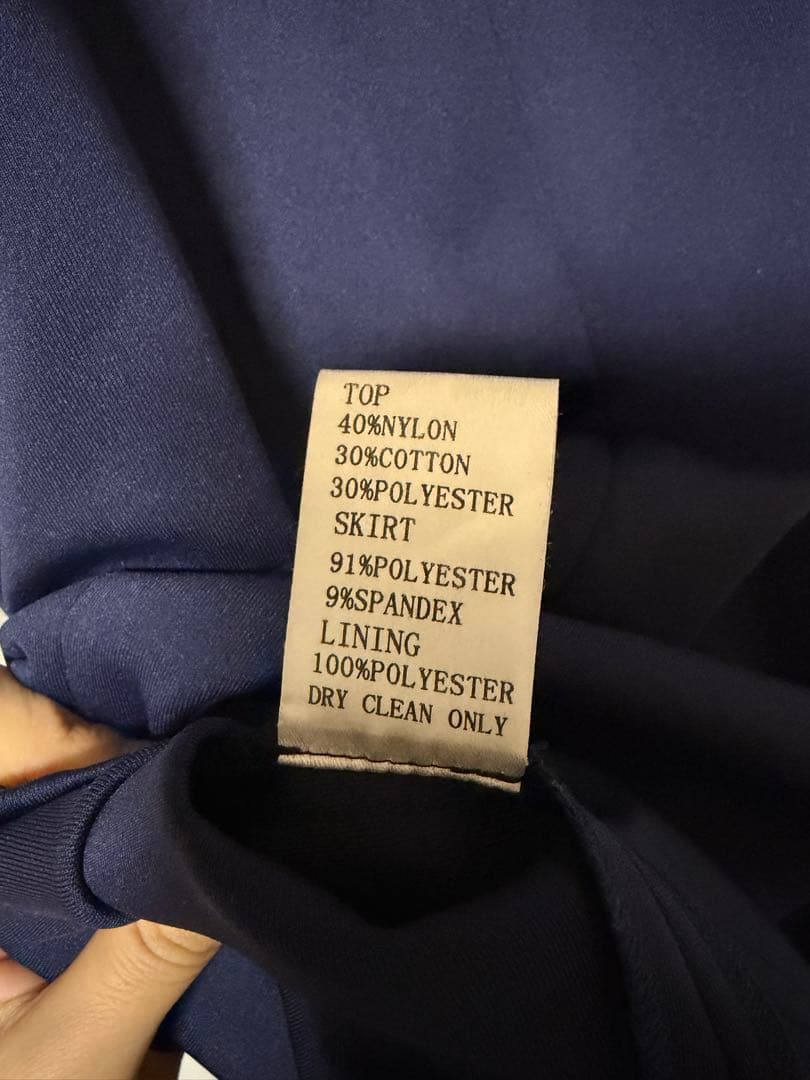 TOP
40%NYLON
30%COTTON
30%POLYESTER
SKIRT
91%POLYESTER
9%SPANDEX
LINING
100%POLYESTER
DRY CLEAN ONLY